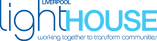 LIVERPOOL
lightHOUSE
working together to transform communities